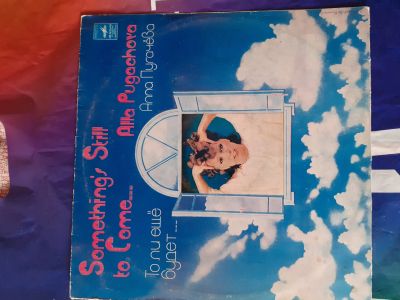 Something's Still
to Come....
Alla Pugachova
Алла Пугачёва
То ли ещё
будет....